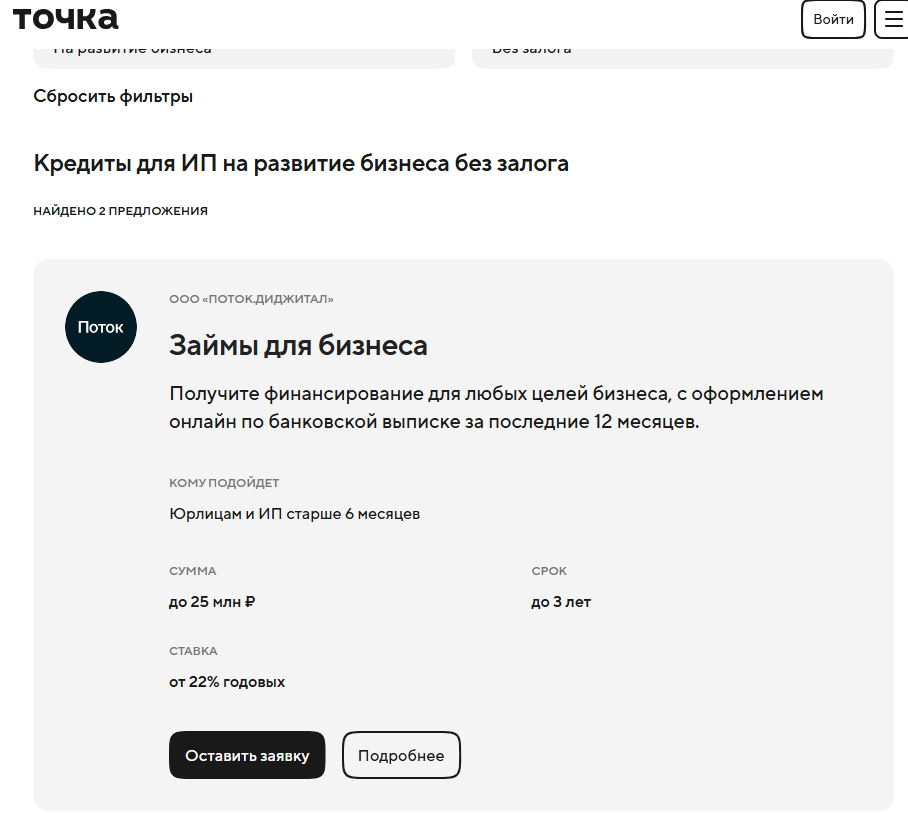 точка
Войти
На развитие бизнеса
Без залога
Сбросить фильтры
Кредиты для ИП на развитие бизнеса без залога
НАЙДЕНО 2 ПРЕДЛОЖЕНИЯ
Поток
ООО «ПОТОК.ДИДЖИТАЛ»
Займы для бизнеса
Получите финансирование для любых целей бизнеса, с оформлением
онлайн по банковской выписке за последние 12 месяцев.
КОМУ ПОДОЙДЕТ
Юрлицам и ИП старше 6 месяцев
СУММА
до 25 млн ₽
СРОК
до 3 лет
СТАВКА
от 22% годовых
Оставить заявку
Подробнее